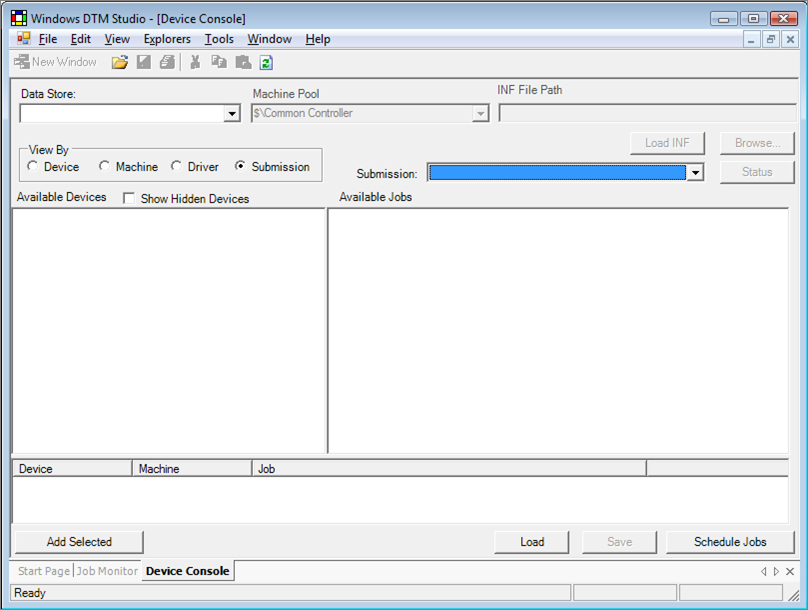 Windows DTM Studio - [Device Console]
File Edit View Explorers Tools Window Help
New Window
Data Store: Machine Pool INF File Path
$\Common Controller
Load INF Browse...
View By
Device Machine Driver Submission
Submission: Status
Available Devices Show Hidden Devices Available Jobs
Device Machine Job
Add Selected Load Save Schedule Jobs
Start Page Job Monitor Device Console
Ready